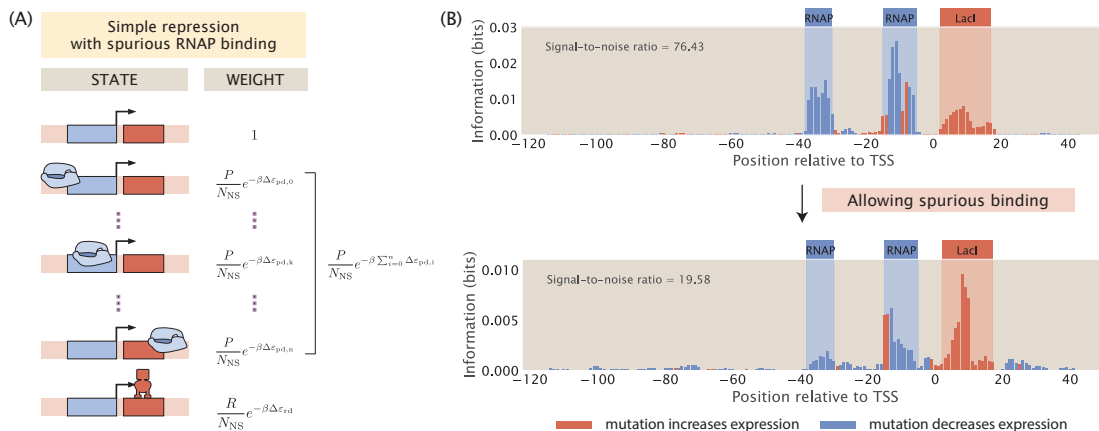 (A)
Simple repression
with spurious RNAP binding
STATE
WEIGHT
1
P/N_NS e^{-βΔε_{pd,0}}
P/N_NS e^{-βΔε_{pd,k}}
P/N_NS e^{-β∑_{i=0}^{n} Δε_{pd,i}}
P/N_NS e^{-βΔε_{pd,n}}
R/N_NS e^{-βΔε_{rd}}
(B)
RNAP RNAP LacI
Signal-to-noise ratio = 76.43
Information (bits)
0.03
0.02
0.01
0.00
−120 −100 −80 −60 −40 −20 0 20 40
Position relative to TSS
Allowing spurious binding
RNAP RNAP LacI
Signal-to-noise ratio = 19.58
Information (bits)
0.010
0.005
0.000
−120 −100 −80 −60 −40 −20 0 20 40
Position relative to TSS
mutation increases expression mutation decreases expression